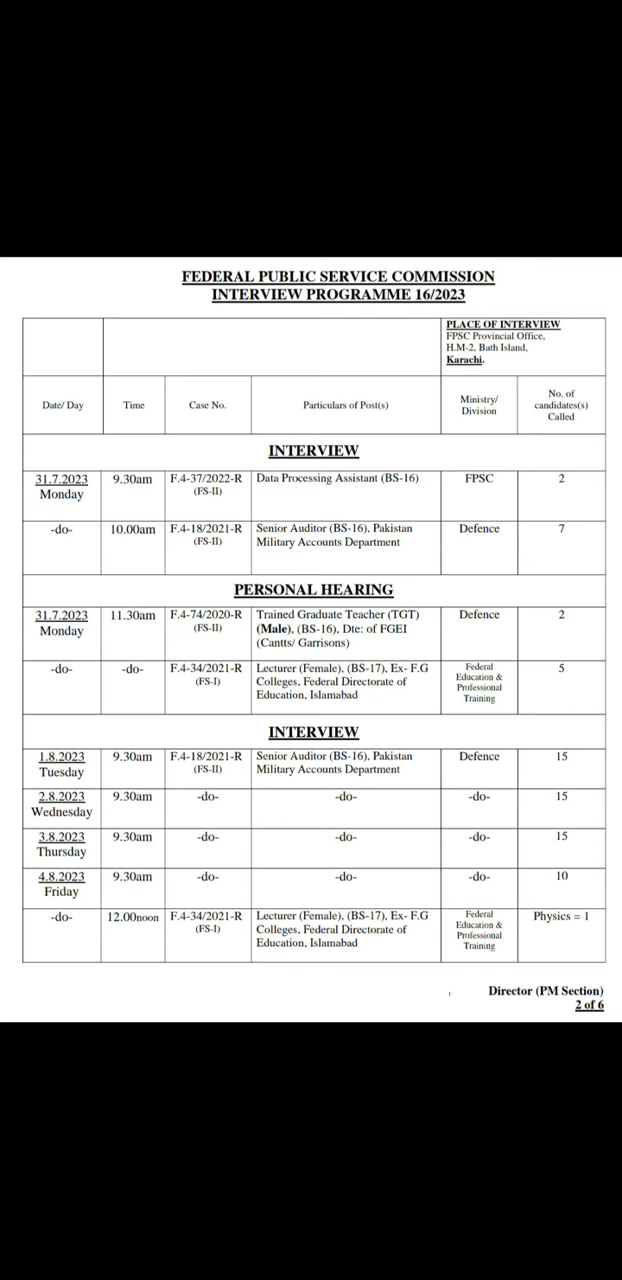 FEDERAL PUBLIC SERVICE COMMISSION
INTERVIEW PROGRAMME 16/2023
PLACE OF INTERVIEW
FPSC Provincial Office,
H.M-2, Bath Island,
Karachi.
Date/ Day Time Case No. Particulars of Post(s) Ministry/ Division No. of candidates(s) Called
INTERVIEW
31.7.2023 9.30am F.4-37/2022-R Data Processing Assistant (BS-16) FPSC 2
Monday (FS-II)
-do- 10.00am F.4-18/2021-R Senior Auditor (BS-16), Pakistan Defence 7
(FS-II) Military Accounts Department
PERSONAL HEARING
31.7.2023 11.30am F.4-74/2020-R Trained Graduate Teacher (TGT) Defence 2
Monday (FS-II) (Male), (BS-16), Dte: of FGEI
(Cantts/ Garrisons)
-do- -do- F.4-34/2021-R Lecturer (Female), (BS-17), Ex- F.G Federal 5
(FS-I) Colleges, Federal Directorate of Education &
Education, Islamabad Professional
Training
INTERVIEW
1.8.2023 9.30am F.4-18/2021-R Senior Auditor (BS-16), Pakistan Defence 15
Tuesday (FS-II) Military Accounts Department
2.8.2023 9.30am -do- -do- -do- 15
Wednesday
3.8.2023 9.30am -do- -do- -do- 15
Thursday
4.8.2023 9.30am -do- -do- -do- 10
Friday
-do- 12.00noon F.4-34/2021-R Lecturer (Female), (BS-17), Ex- F.G Federal Physics = 1
(FS-I) Colleges, Federal Directorate of Education &
Education, Islamabad Professional
Training
Director (PM Section)
2 of 6